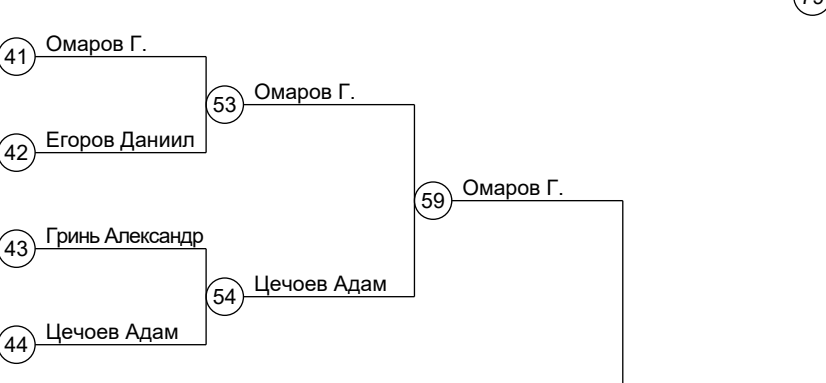 41 Омаров Г.
53 Омаров Г.
42 Егоров Даниил
59 Омаров Г.
43 Гринь Александр
54 Цечоев Адам
44 Цечоев Адам